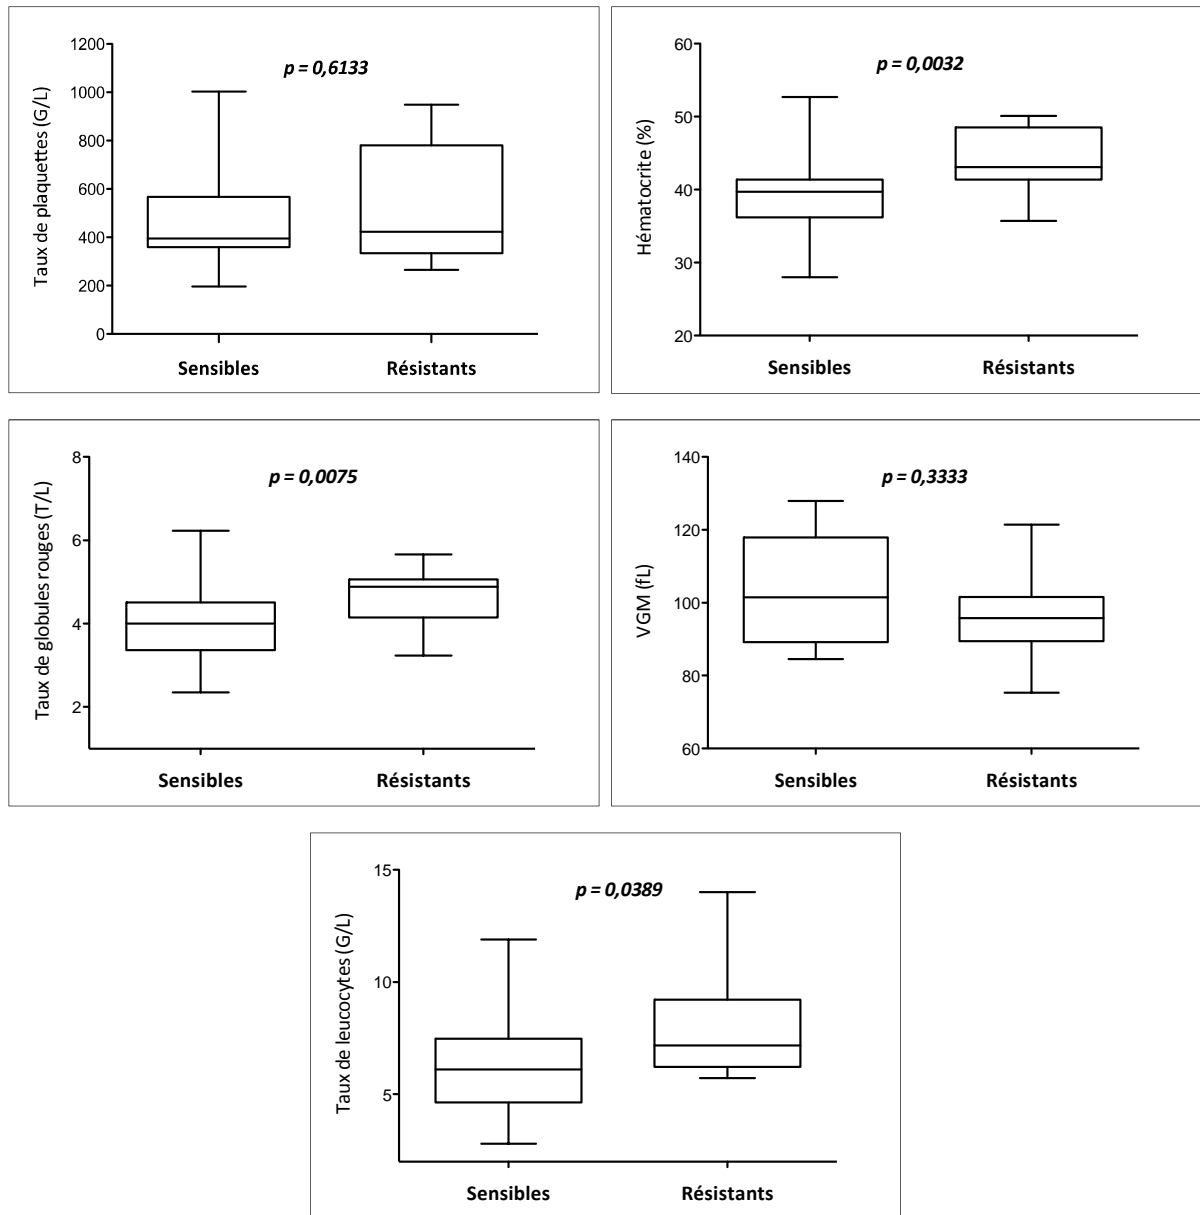 p = 0,6133
Taux de plaquettes (G/L)
1200
1000
800
600
400
200
0
Sensibles Résistants
p = 0,0032
Hématocrite (%)
60
50
40
30
20
Sensibles Résistants
p = 0,0075
Taux de globules rouges (T/L)
8
6
4
2
Sensibles Résistants
p = 0,3333
VGM (fL)
140
120
100
80
60
Sensibles Résistants
p = 0,0389
Taux de leucocytes (G/L)
15
10
5
Sensibles Résistants